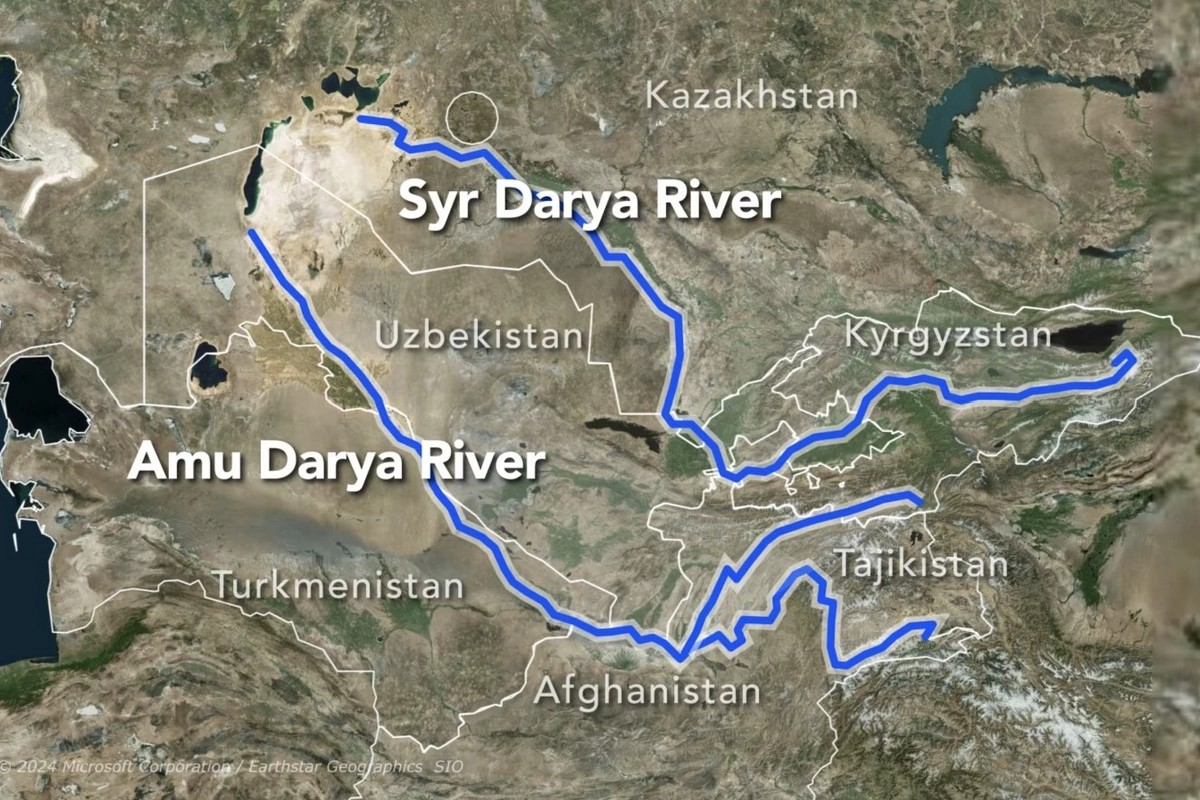 Kazakhstan
Syr Darya River
Uzbekistan
Kyrgyzstan
Amu Darya River
Tajikistan
Turkmenistan
Afghanistan
© 2024 Microsoft Corporation / Earthstar Geographics SIO